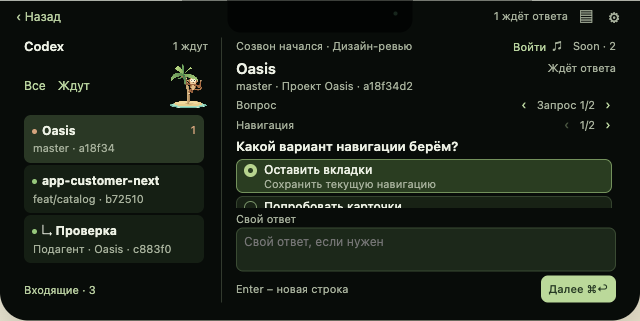 ‹ Назад
1 ждёт ответа
Codex
1 ждут
Все Ждут
Oasis
1
master · a18f34
app-customer-next
feat/catalog · b72510
Проверка
Подагент · Oasis · c883f0
Входящие · 3
Созвон начался · Дизайн-ревью
Войти
Soon · 2
Oasis
Ждёт ответа
master · Проект Oasis · a18f34d2
Вопрос
‹ Запрос 1/2 ›
Навигация
‹ 1/2 ›
Какой вариант навигации берём?
Оставить вкладки
Сохранить текущую навигацию
Попробовать карточки
Свой ответ
Свой ответ, если нужен
Enter – новая строка
Далее ⌘↩